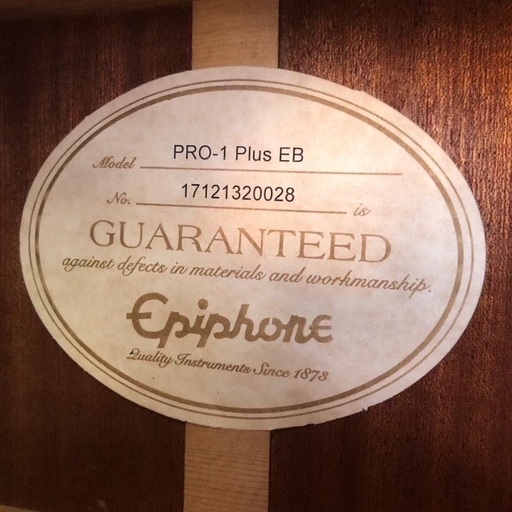 Model PRO-1 Plus EB
No. 17121320028 is
GUARANTEED
against defects in materials and workmanship.
Epiphone
Quality Instruments Since 1873